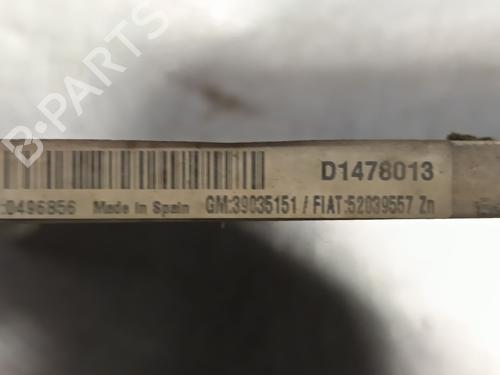 D1478013
:0496856 Made in Spain GM:39035151 / FIAT:52039557 Zn
B-PARTS